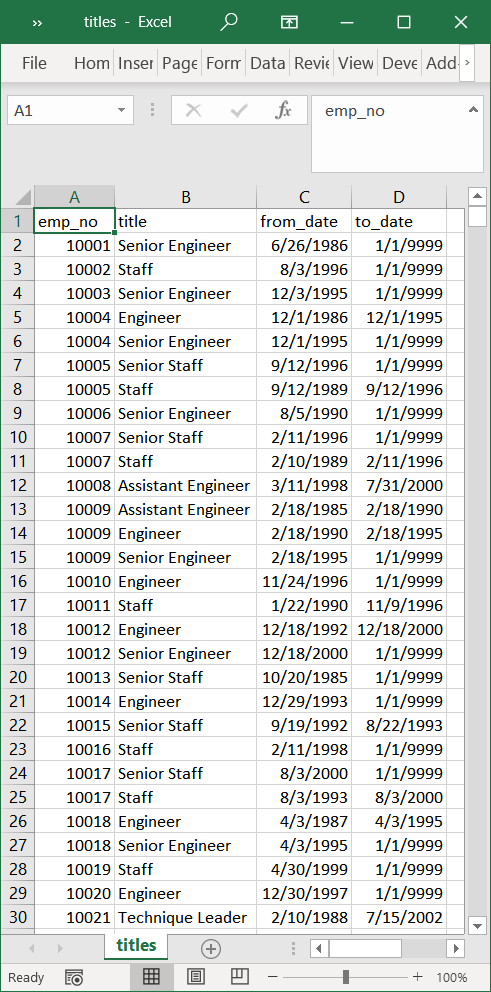 ›› titles - Excel
File Hom Inser Page Form Data Revie View Deve Add- ›
A1 fx emp_no
A B C D
1 emp_no title from_date to_date
2 10001 Senior Engineer 6/26/1986 1/1/9999
3 10002 Staff 8/3/1996 1/1/9999
4 10003 Senior Engineer 12/3/1995 1/1/9999
5 10004 Engineer 12/1/1986 12/1/1995
6 10004 Senior Engineer 12/1/1995 1/1/9999
7 10005 Senior Staff 9/12/1996 1/1/9999
8 10005 Staff 9/12/1989 9/12/1996
9 10006 Senior Engineer 8/5/1990 1/1/9999
10 10007 Senior Staff 2/11/1996 1/1/9999
11 10007 Staff 2/10/1989 2/11/1996
12 10008 Assistant Engineer 3/11/1998 7/31/2000
13 10009 Assistant Engineer 2/18/1985 2/18/1990
14 10009 Engineer 2/18/1990 2/18/1995
15 10009 Senior Engineer 2/18/1995 1/1/9999
16 10010 Engineer 11/24/1996 1/1/9999
17 10011 Staff 1/22/1990 11/9/1996
18 10012 Engineer 12/18/1992 12/18/2000
19 10012 Senior Engineer 12/18/2000 1/1/9999
20 10013 Senior Staff 10/20/1985 1/1/9999
21 10014 Engineer 12/29/1993 1/1/9999
22 10015 Senior Staff 9/19/1992 8/22/1993
23 10016 Staff 2/11/1998 1/1/9999
24 10017 Senior Staff 8/3/2000 1/1/9999
25 10017 Staff 8/3/1993 8/3/2000
26 10018 Engineer 4/3/1987 4/3/1995
27 10018 Senior Engineer 4/3/1995 1/1/9999
28 10019 Staff 4/30/1999 1/1/9999
29 10020 Engineer 12/30/1997 1/1/9999
30 10021 Technique Leader 2/10/1988 7/15/2002
titles
Ready 100%